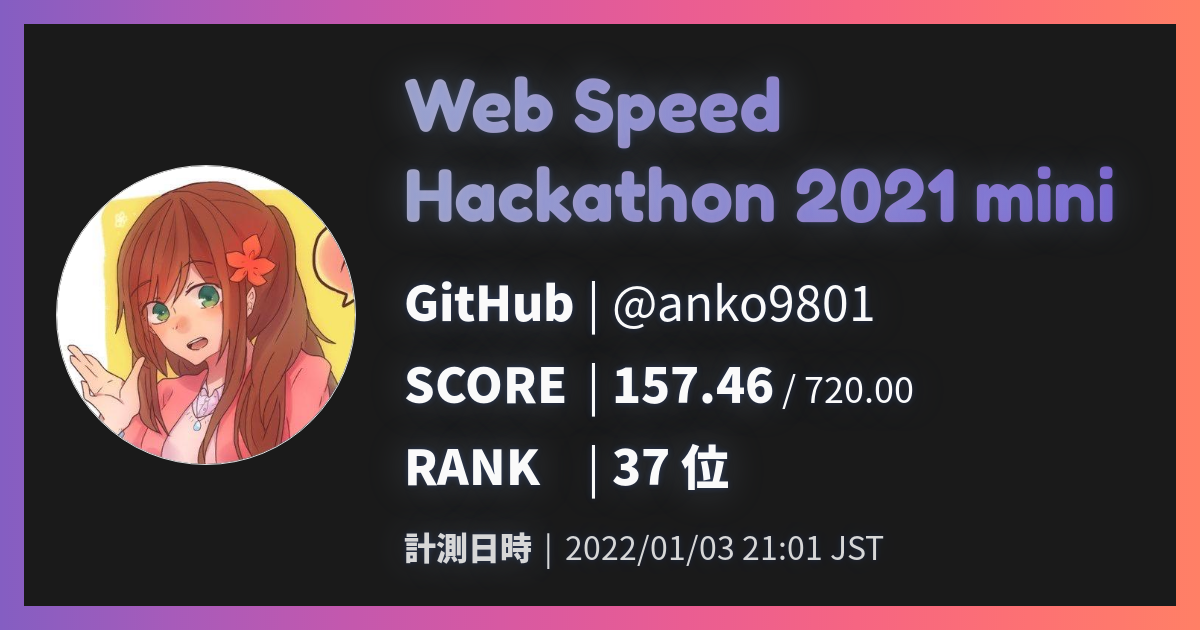 Web Speed
Hackathon 2021 mini
GitHub | @anko9801
SCORE | 157.46 / 720.00
RANK | 37 位
計測日時 | 2022/01/03 21:01 JST